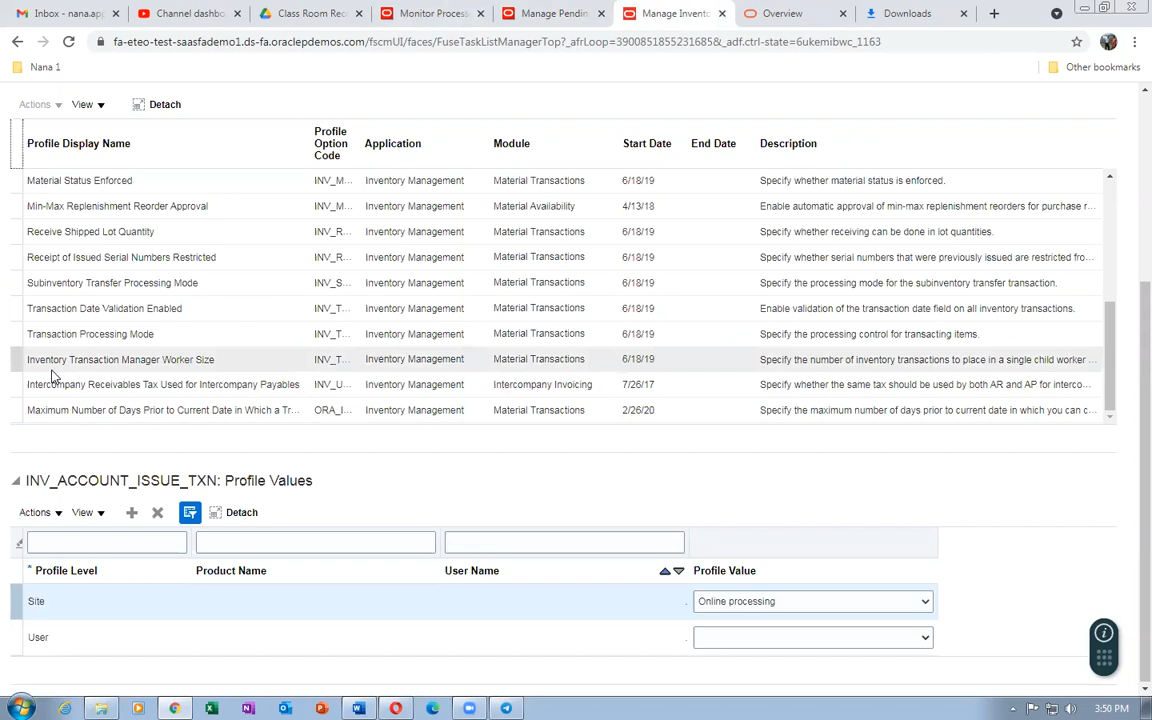 Inbox - nana.app
Channel dashbo
Class Room Rec
Monitor Process
Manage Pendin
Manage Invento
Overview
Downloads
fa-eteo-test-saasfademo1.ds-fa.oraclepdemos.com/fscmUI/faces/FuseTaskListManagerTop?_afrLoop=3900851855231685&_adf.ctrl-state=6ukemibwc_1163
Nana 1
Other bookmarks
Actions View Detach
Profile Display Name Profile Option Code Application Module Start Date End Date Description
Material Status Enforced INV_M... Inventory Management Material Transactions 6/18/19 Specify whether material status is enforced.
Min-Max Replenishment Reorder Approval INV_M... Inventory Management Material Availability 4/13/18 Enable automatic approval of min-max replenishment reorders for purchase r...
Receive Shipped Lot Quantity INV_R... Inventory Management Material Transactions 6/18/19 Specify whether receiving can be done in lot quantities.
Receipt of Issued Serial Numbers Restricted INV_R... Inventory Management Material Transactions 6/18/19 Specify whether serial numbers that were previously issued are restricted fro...
Subinventory Transfer Processing Mode INV_S... Inventory Management Material Transactions 6/18/19 Specify the processing mode for the subinventory transfer transaction.
Transaction Date Validation Enabled INV_T... Inventory Management Material Transactions 6/18/19 Enable validation of the transaction date field on all inventory transactions.
Transaction Processing Mode INV_T... Inventory Management Material Transactions 6/18/19 Specify the processing control for transacting items.
Inventory Transaction Manager Worker Size INV_T... Inventory Management Material Transactions 6/18/19 Specify the number of inventory transactions to place in a single child worker ...
Intercompany Receivables Tax Used for Intercompany Payables INV_U... Inventory Management Intercompany Invoicing 7/26/17 Specify whether the same tax should be used by both AR and AP for interco...
Maximum Number of Days Prior to Current Date in Which a Tr... ORA_I... Inventory Management Material Transactions 2/26/20 Specify the maximum number of days prior to current date in which you can c...
INV_ACCOUNT_ISSUE_TXN: Profile Values
Actions View Detach
* Profile Level Product Name User Name Profile Value
Site Online processing
User
3:50 PM